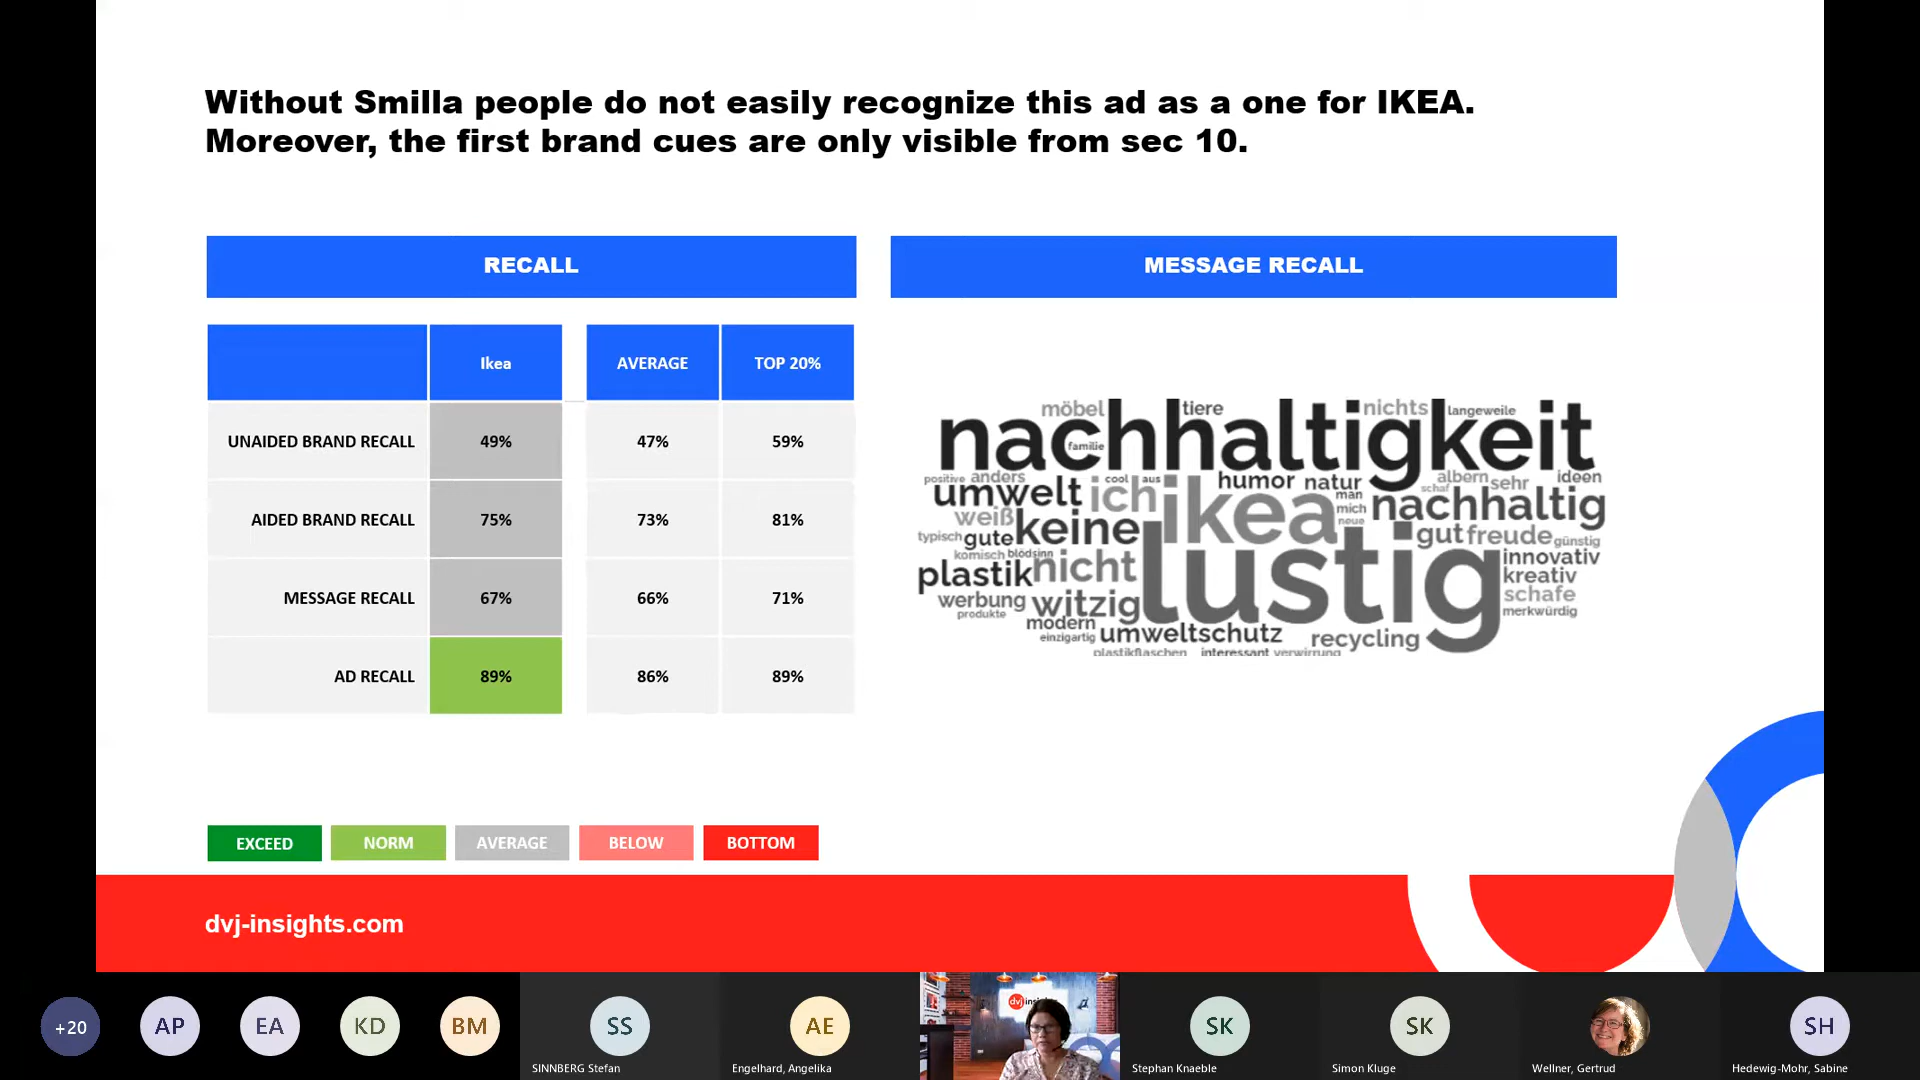 Without Smilla people do not easily recognize this ad as a one for IKEA.
Moreover, the first brand cues are only visible from sec 10.
RECALL
MESSAGE RECALL
Ikea AVERAGE TOP 20%
UNAIDED BRAND RECALL 49% 47% 59%
AIDED BRAND RECALL 75% 73% 81%
MESSAGE RECALL 67% 66% 71%
AD RECALL 89% 86% 89%
möbel tiere nichts langeweile
nachhaltigkeit
familie
positive anders cool aus humor natur albern sehr ideen
schaf
umwelt ich ikea man nachhaltig
mich
neue
weiß keine
typisch gute gut freude günstig
komisch blödsinn innovativ
plastik nicht lustig kreativ
werbung witzig schafe
produkte merkwürdig
modern
einzigartig umweltschutz recycling
plastikflaschen interessant verwirrung
EXCEED NORM AVERAGE BELOW BOTTOM
dvj-insights.com
+20 AP EA KD BM SS AE SK SK SH
SINNBERG Stefan Engelhard, Angelika Stephan Knaeble Simon Kluge Wellner, Gertrud Hedewig-Mohr, Sabine